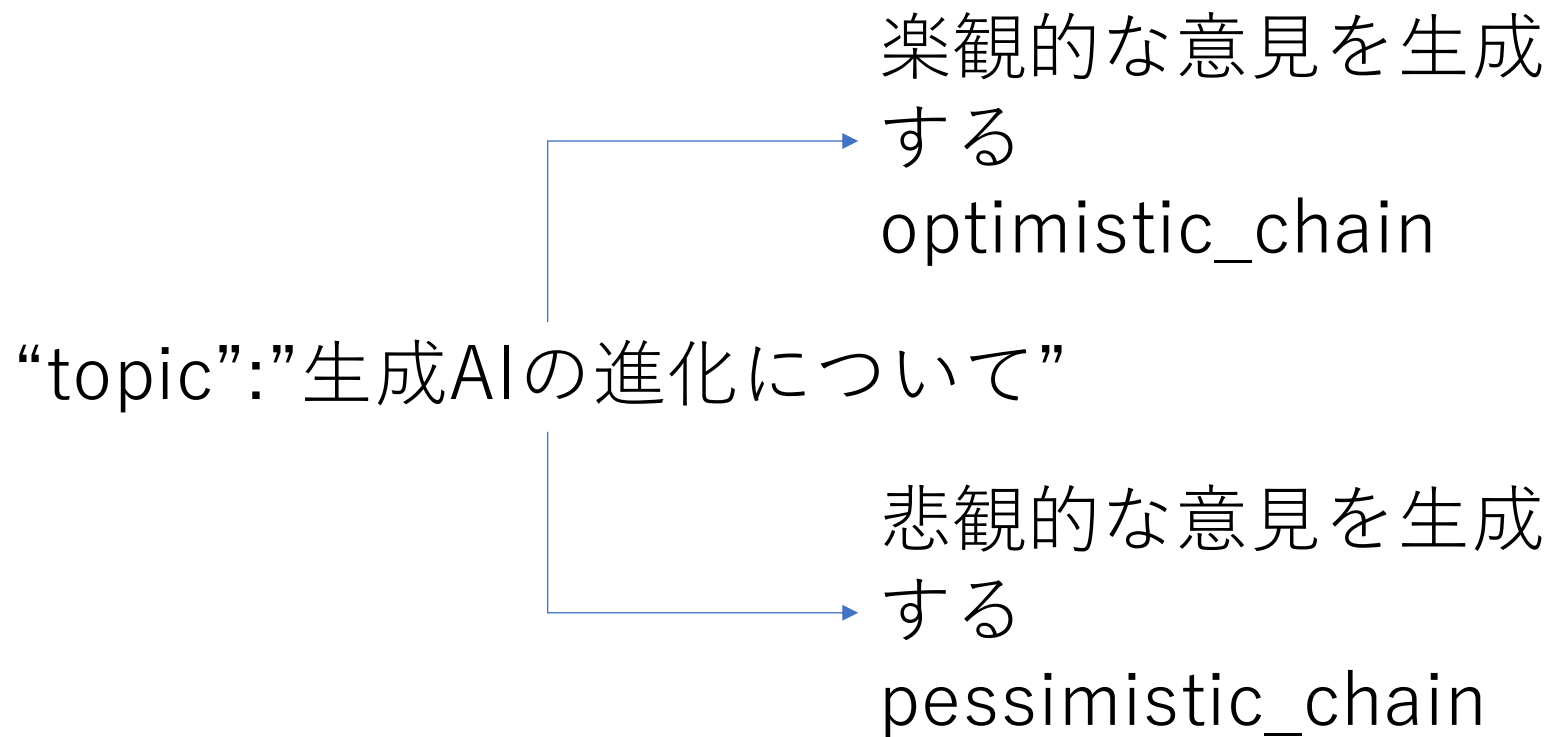 楽観的な意見を生成
する
optimistic_chain
“topic”:”生成AIの進化について”
悲観的な意見を生成
する
pessimistic_chain